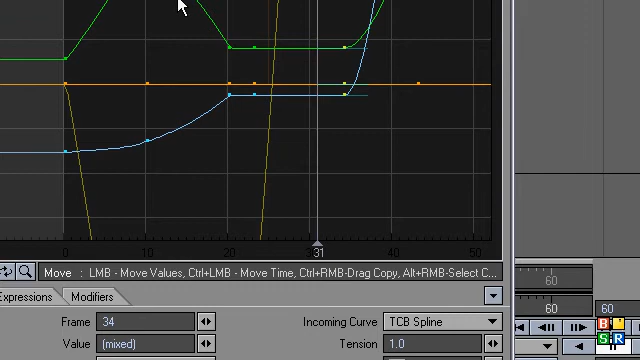 0 10 20 31 40 50
Move : LMB - Move Values, Ctrl+LMB - Move Time, Ctrl+RMB-Drag Copy, Alt+RMB-Select C...
60
Expressions Modifiers
60 60
Frame 34 Incoming Curve TCB Spline
Value (mixed) Tension 1.0
B
S i R